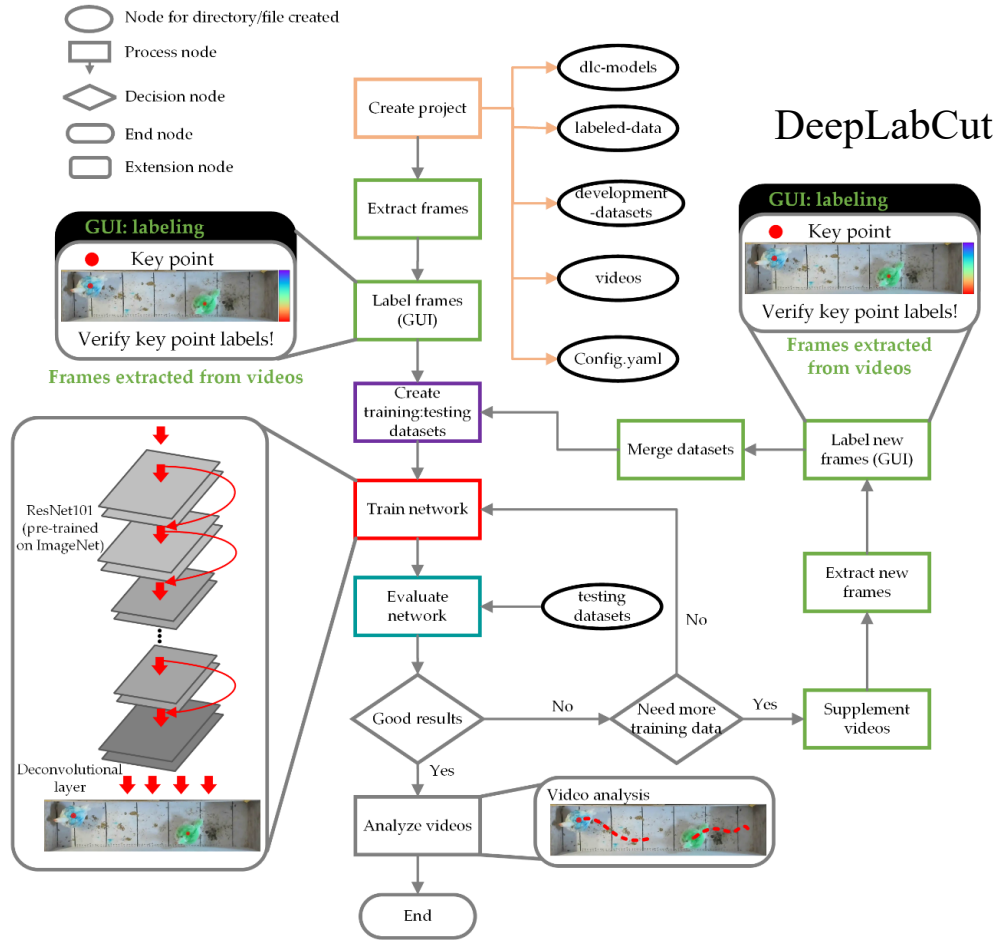 Node for directory/file created
Process node
Decision node
End node
Extension node
DeepLabCut
Create project
dlc-models
labeled-data
development
-datasets
videos
Config.yaml
Extract frames
GUI: labeling
Key point
Verify key point labels!
Frames extracted from videos
Label frames
(GUI)
GUI: labeling
Key point
Verify key point labels!
Frames extracted
from videos
Create
training:testing
datasets
Merge datasets
Label new
frames (GUI)
ResNet101
(pre-trained
on ImageNet)
Deconvolutional
layer
Train network
Evaluate
network
testing
datasets
Extract new
frames
No
Good results
No
Need more
training data
Yes
Supplement
videos
Yes
Analyze videos
Video analysis
End